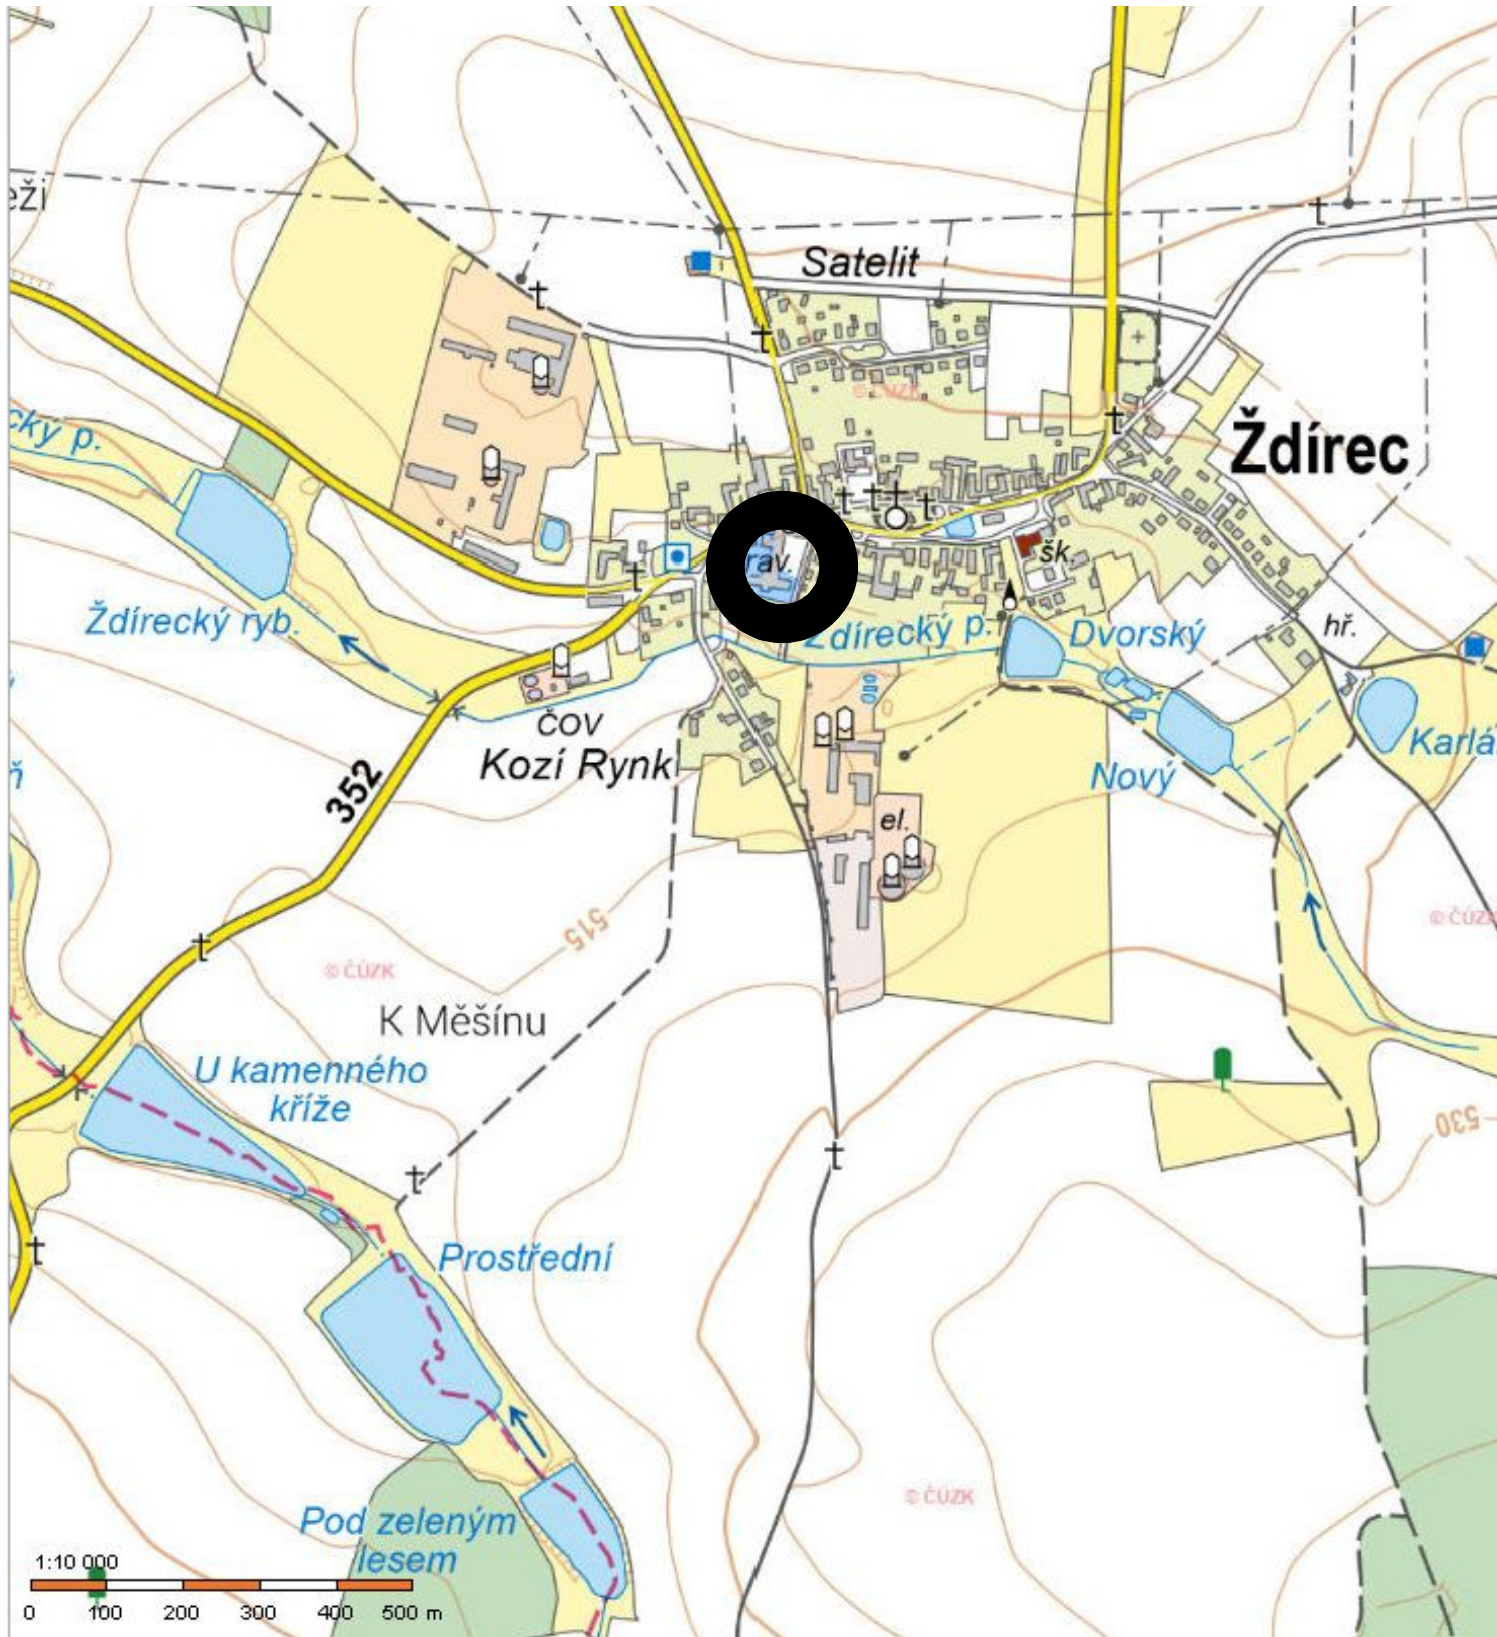 eži
Satelit
© ČÚZK
cký p.
Ždírec
šk.
Ždírecký ryb.
Ždírecký p.
Dvorský
hř.
ČOV
Kozí Rynk
Karlá
Nový
352
el.
515
© ČÚZK
© ČÚZK
K Měšínu
U kamenného
kříže
530
Prostřední
© ČÚZK
Pod zeleným
lesem
1:10 000
0 100 200 300 400 500 m